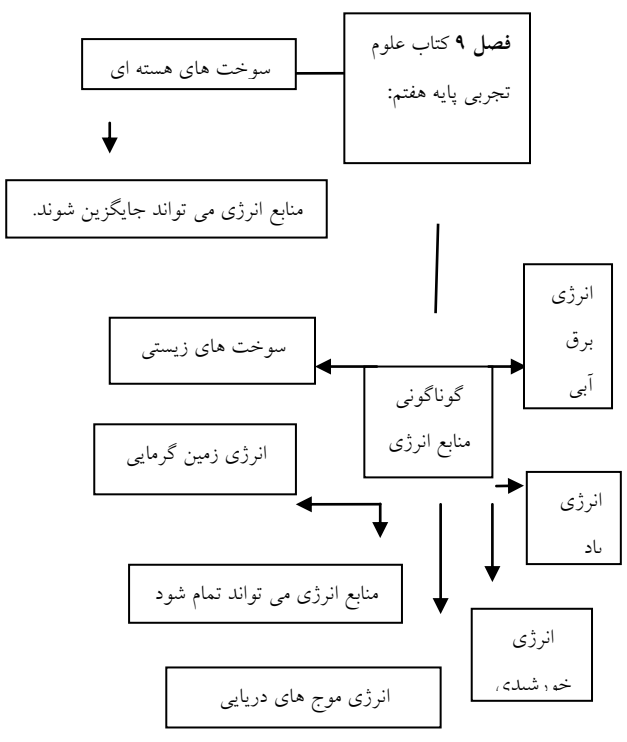 فصل ۹ کتاب علوم
تجربی پایه هفتم:
سوخت های هسته ای
منابع انرژی می تواند جایگزین شوند.
انرژی
برق
آبی
سوخت های زیستی
گوناگونی
منابع انرژی
انرژی زمین گرمایی
انرژی
باد
منابع انرژی می تواند تمام شود
انرژی
خورشیدی
انرژی موج های دریایی